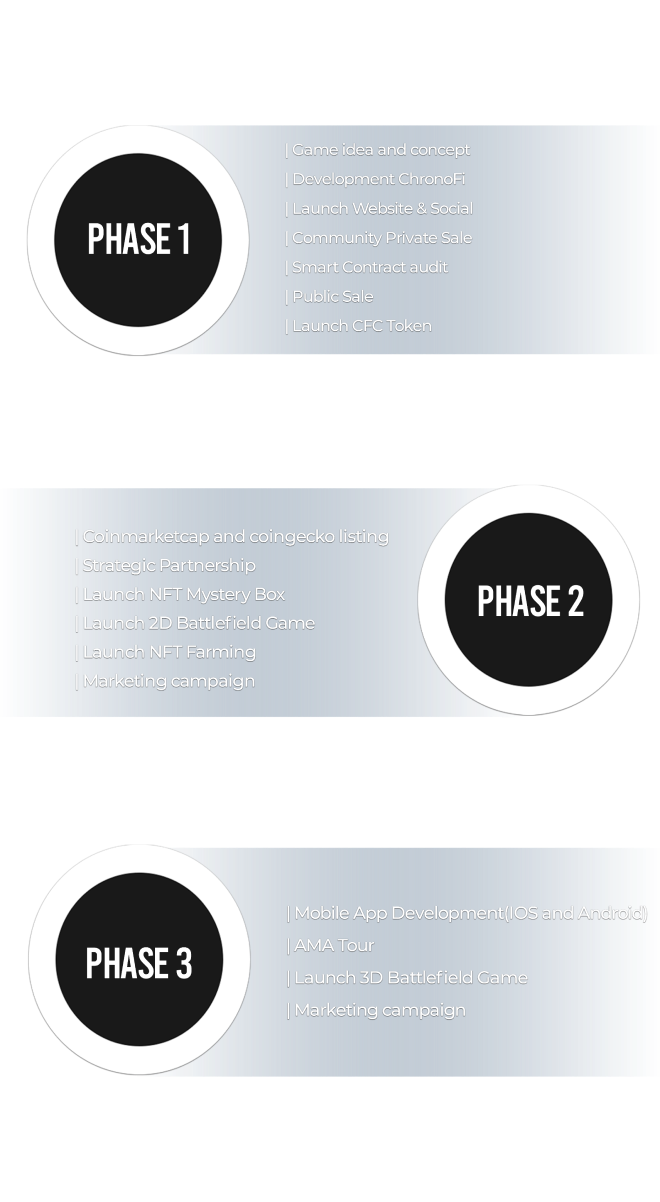 PHASE 1
| Game idea and concept
| Development ChronoFi
| Launch Website & Social
| Community Private Sale
| Smart Contract audit
| Public Sale
| Launch CFC Token
PHASE 2
| Coinmarketcap and coingecko listing
| Strategic Partnership
| Launch NFT Mystery Box
| Launch 2D Battlefield Game
| Launch NFT Farming
| Marketing campaign
PHASE 3
| Mobile App Development(IOS and Android)
| AMA Tour
| Launch 3D Battlefield Game
| Marketing campaign